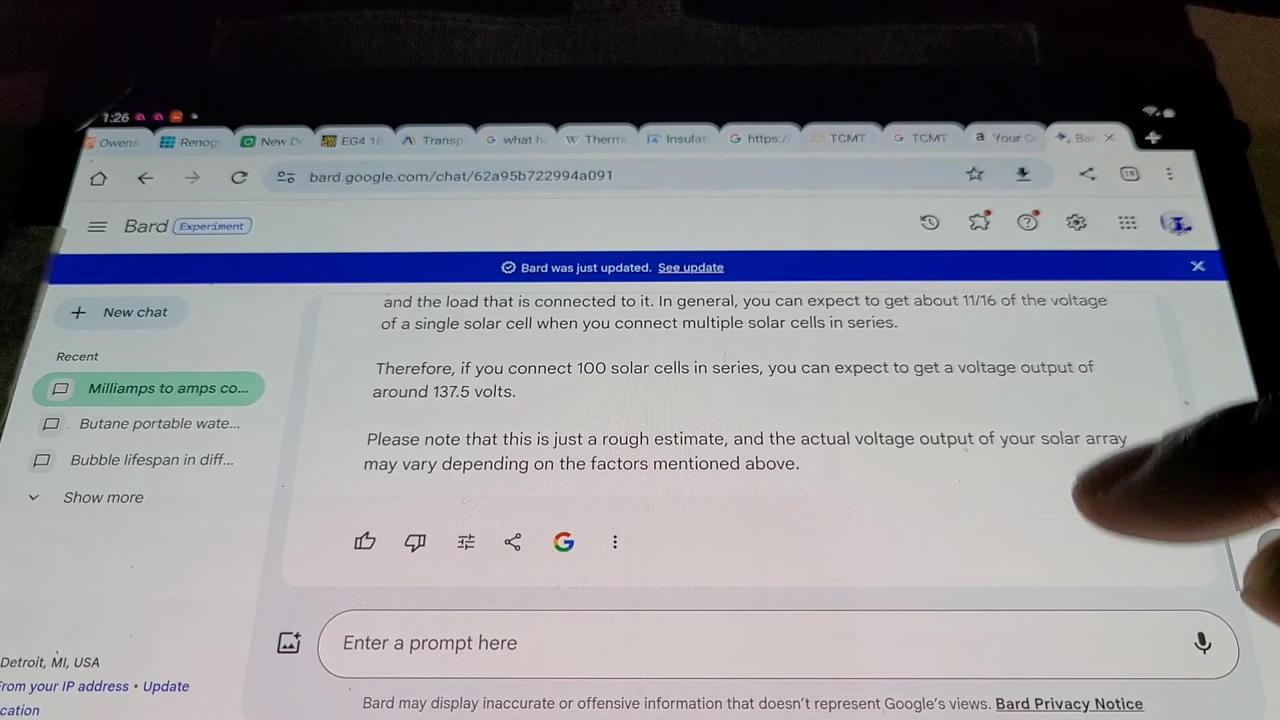 1:26
Owens
Renog
New De
EG4 18
Transp
what h
W Therm
Insulat
https://
TCMT
TCMT
Your O
Bar
bard.google.com/chat/62a95b722994a091
18
Bard Experiment
Bard was just updated. See update
New chat
Recent
Milliamps to amps co...
Butane portable wate...
Bubble lifespan in diff...
Show more
and the load that is connected to it. In general, you can expect to get about 11/16 of the voltage
of a single solar cell when you connect multiple solar cells in series.
Therefore, if you connect 100 solar cells in series, you can expect to get a voltage output of
around 137.5 volts.
Please note that this is just a rough estimate, and the actual voltage output of your solar array
may vary depending on the factors mentioned above.
Enter a prompt here
Detroit, MI, USA
From your IP address • Update
cation
Bard may display inaccurate or offensive information that doesn't represent Google's views. Bard Privacy Notice